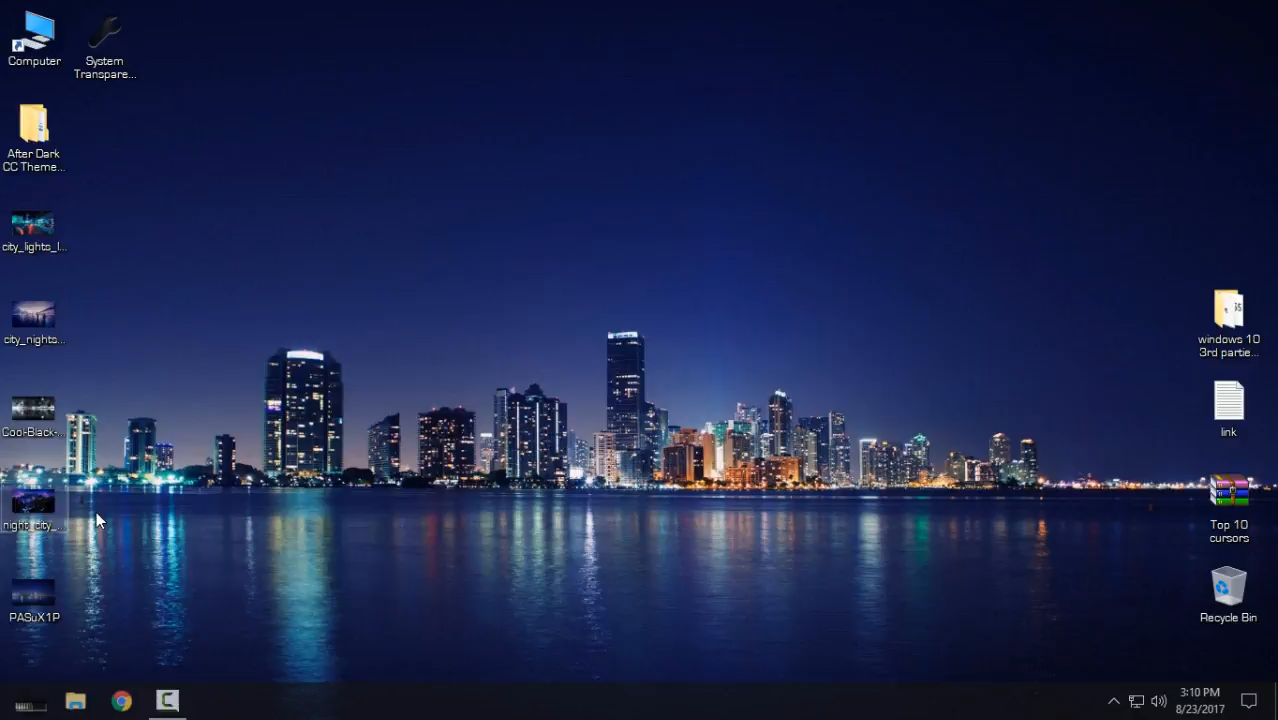 Computer
System
Transpare...
After Dark
CC Theme...
city_lights_l...
city_nights...
Cool-Black-...
night_city_...
PASuX1P
windows 10
3rd partie...
link
Top 10
cursors
Recycle Bin
3:10 PM
8/23/2017